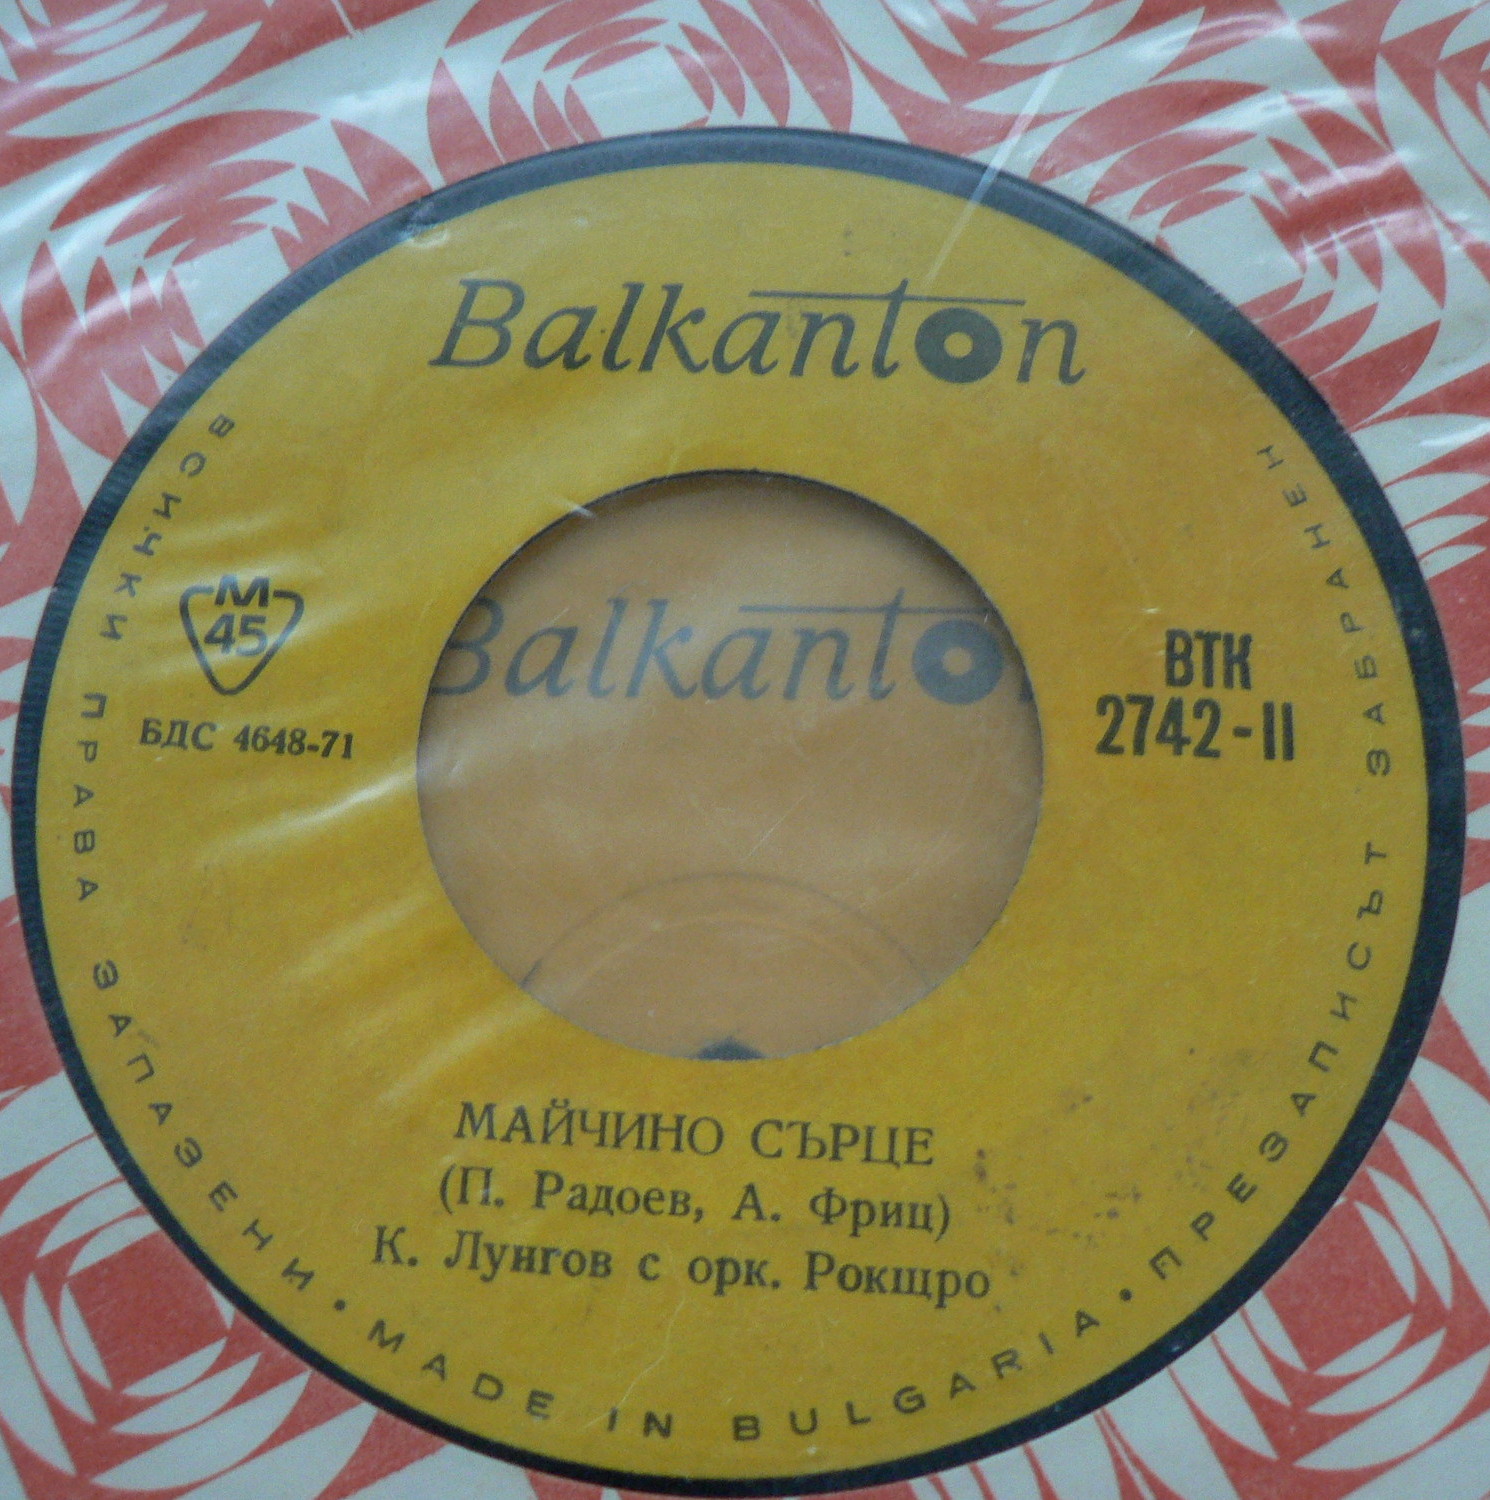 Balkanton
ВСИЧКИ ПРАВА ЗАПАЗЕНИ • MADE IN BULGARIA • ПРЕЗАПИСЪТ ЗАБРАНЕН
М
45
БДС 4648-71
ВТК
2742-II
Balkanton
МАЙЧИНО СЪРЦЕ
(П. Радоев, А. Фриц)
К. Лунгов с орк. Рокщро